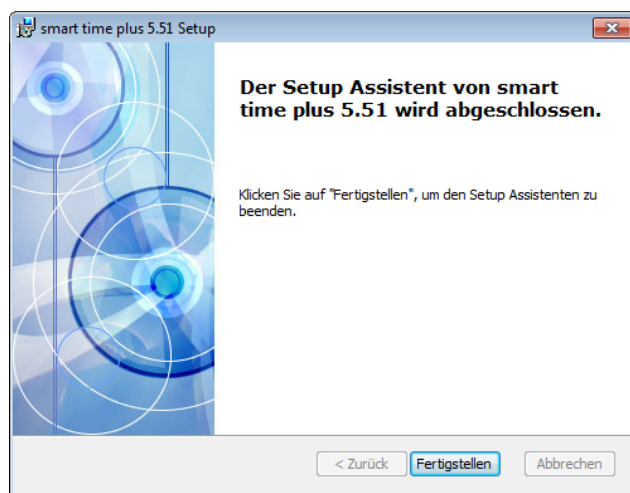 smart time plus 5.51 Setup
Der Setup Assistent von smart
time plus 5.51 wird abgeschlossen.
Klicken Sie auf "Fertigstellen", um den Setup Assistenten zu
beenden.
< Zurück Fertigstellen Abbrechen